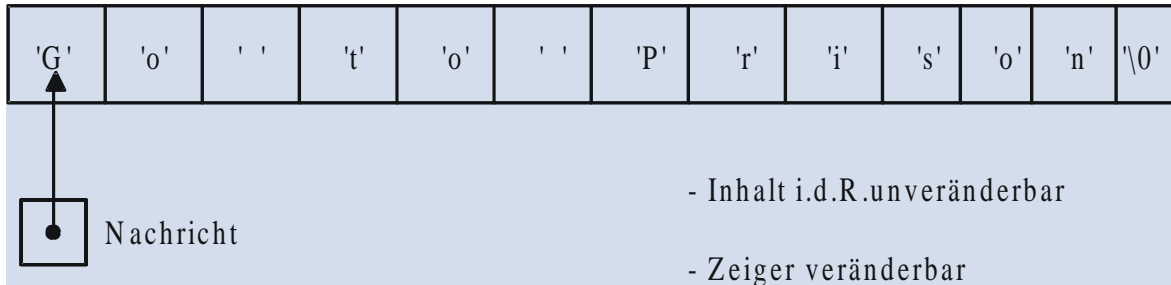 'G' 'o' ' ' 't' 'o' ' ' 'P' 'r' 'i' 's' 'o' 'n' '\0'
- Inhalt i.d.R.unveränderbar
Nachricht
- Zeiger veränderbar